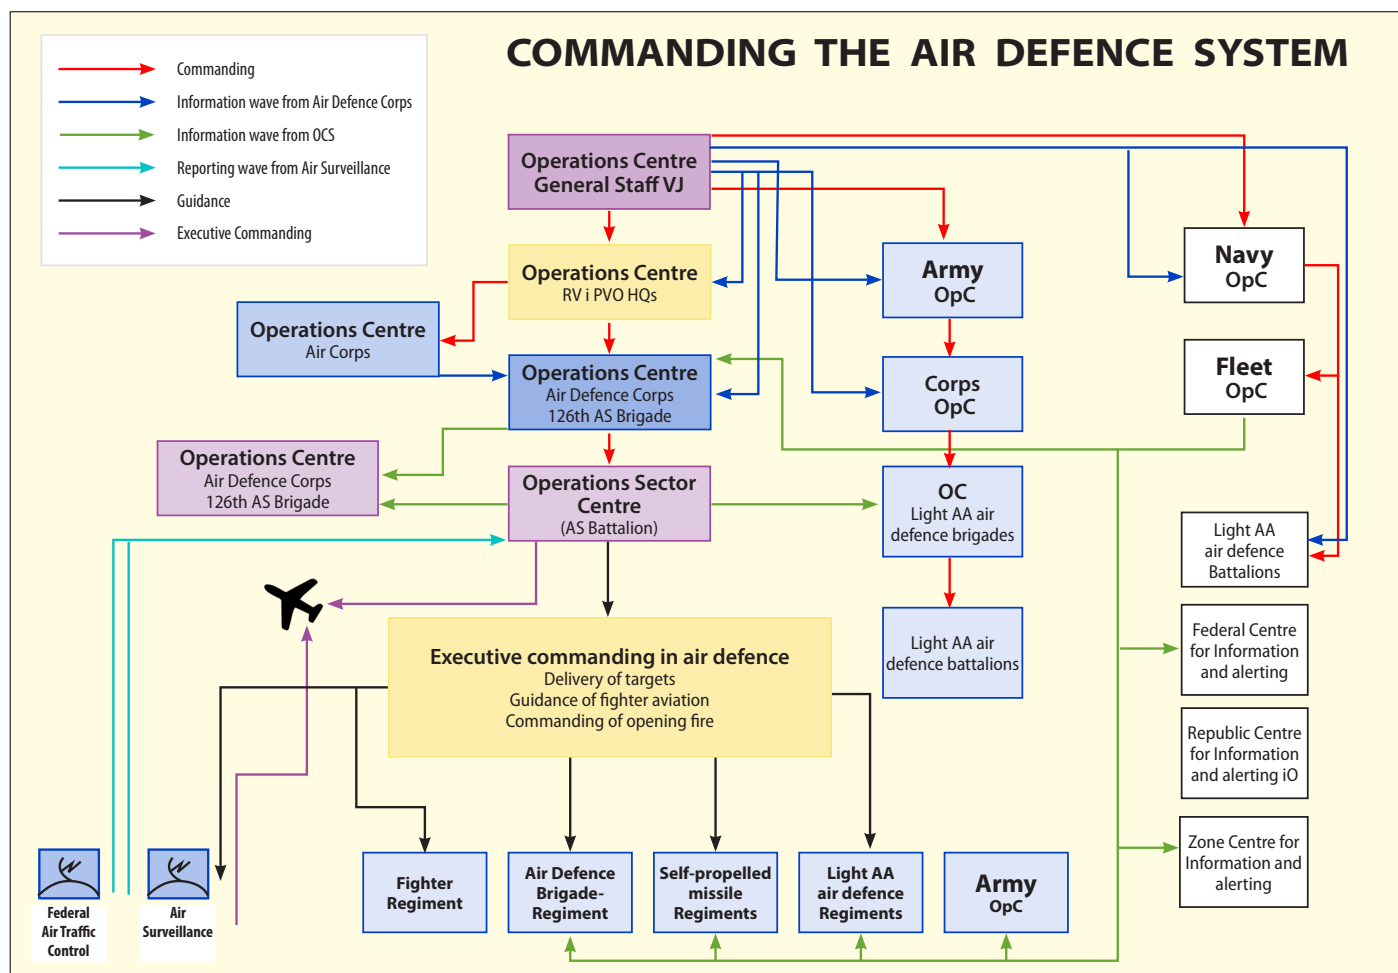 COMMANDING THE AIR DEFENCE SYSTEM
Commanding
Information wave from Air Defence Corps
Information wave from OCS
Reporting wave from Air Surveillance
Guidance
Executive Commanding
Operations Centre
General Staff VJ
Operations Centre
RV i PVO HQs
Army
OpC
Navy
OpC
Operations Centre
Air Corps
Operations Centre
Air Defence Corps
126th AS Brigade
Corps
OpC
Fleet
OpC
Operations Centre
Air Defence Corps
126th AS Brigade
Operations Sector
Centre
(AS Battalion)
OC
Light AA air
defence brigades
Light AA
air defence
Battalions
Light AA air
defence battalions
Federal Centre
for Information
and alerting
Executive commanding in air defence
Delivery of targets
Guidance of fighter aviation
Commanding of opening fire
Republic Centre
for Information
and alerting iO
Zone Centre for
Information and
alerting
Federal
Air Traffic
Control
Air
Surveillance
Fighter
Regiment
Air Defence
Brigade-
Regiment
Self-propelled
missile
Regiments
Light AA
air defence
Regiments
Army
OpC